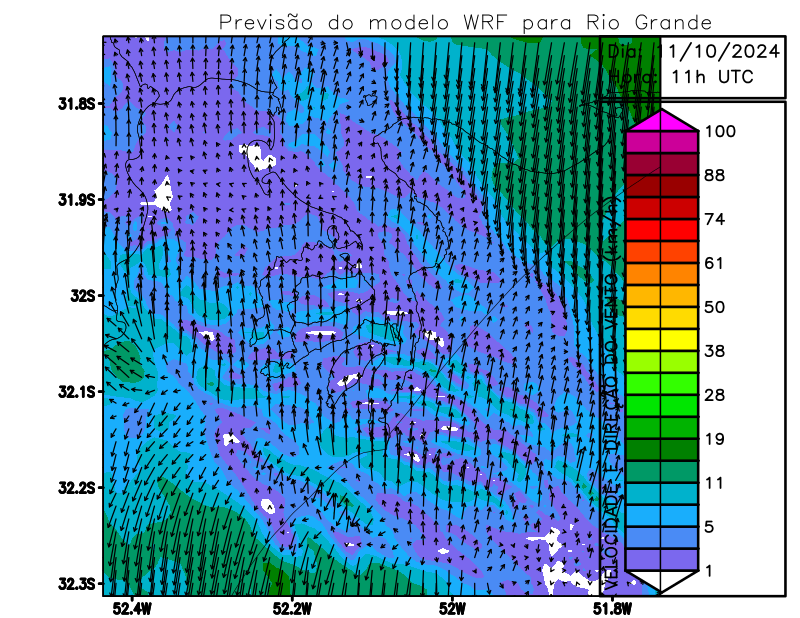 Previsão do modelo WRF para Rio Grande
Dia: 11/10/2024
Hora: 11h UTC
VELOCIDADE E DIREÇÃO DO VENTO (km/h)
100
88
74
61
50
38
28
19
11
5
1
31.8S
31.9S
32S
32.1S
32.2S
32.3S
52.4W
52.2W
52W
51.8W